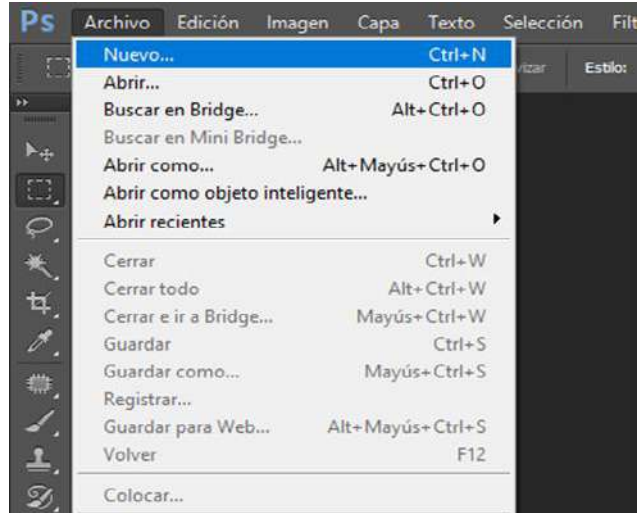 Ps Archivo Edición Imagen Capa Texto Selección Filt
Nuevo... Ctrl+N
vizar Estilo:
Abrir... Ctrl+O
Buscar en Bridge... Alt+Ctrl+O
Buscar en Mini Bridge...
Abrir como... Alt+Mayús+Ctrl+O
Abrir como objeto inteligente...
Abrir recientes
Cerrar Ctrl+W
Cerrar todo Alt+Ctrl+W
Cerrar e ir a Bridge... Mayús+Ctrl+W
Guardar Ctrl+S
Guardar como... Mayús+Ctrl+S
Registrar...
Guardar para Web... Alt+Mayús+Ctrl+S
Volver F12
Colocar...